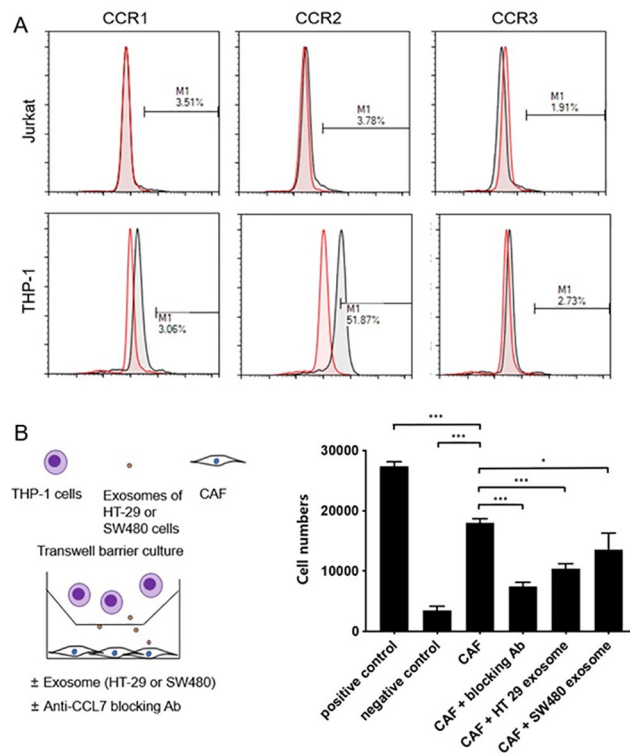 A
CCR1
CCR2
CCR3
Jurkat
M1
3.51%
M1
3.78%
M1
1.91%
THP-1
M1
3.06%
M1
51.87%
M1
2.73%
B
THP-1 cells
Exosomes of
HT-29 or
SW480 cells
CAF
Transwell barrier culture
± Exosome (HT-29 or SW480)
± Anti-CCL7 blocking Ab
***
***
*
***
***
Cell numbers
30000
20000
10000
0
positive control
negative control
CAF
CAF + blocking Ab
CAF + HT 29 exosome
CAF + SW480 exosome